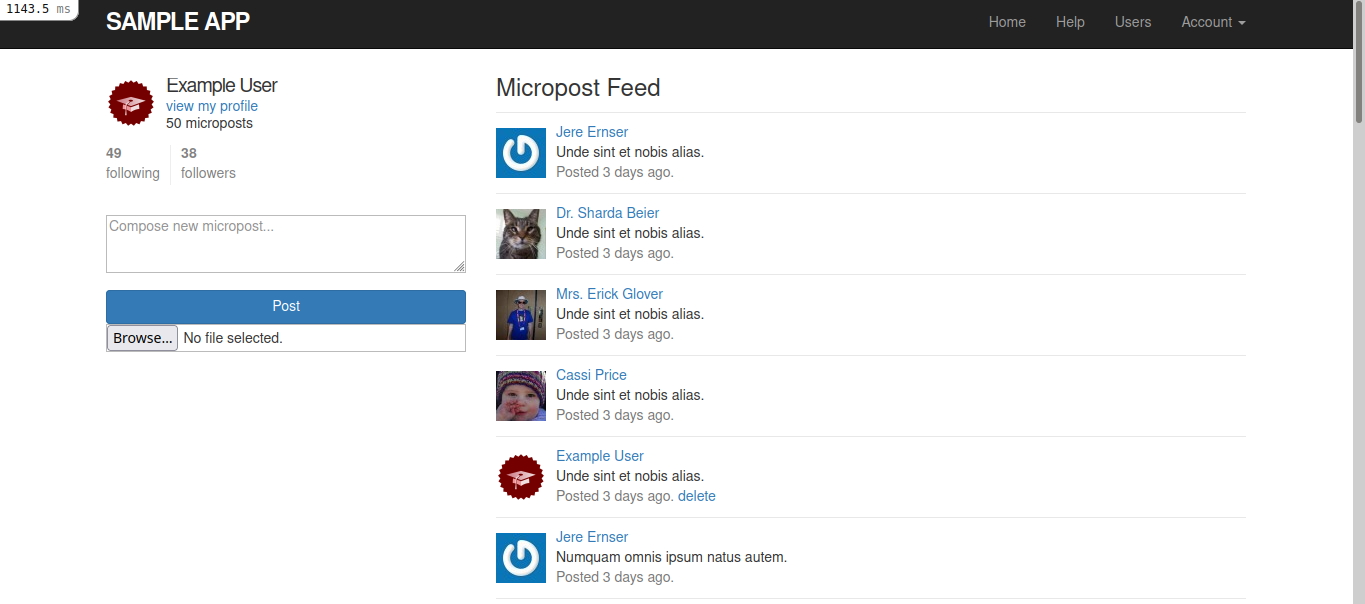 1143.5 ms
SAMPLE APP
Home Help Users Account
Example User
view my profile
50 microposts
49 38
following followers
Compose new micropost...
Post
Browse... No file selected.
Micropost Feed
Jere Ernser
Unde sint et nobis alias.
Posted 3 days ago.
Dr. Sharda Beier
Unde sint et nobis alias.
Posted 3 days ago.
Mrs. Erick Glover
Unde sint et nobis alias.
Posted 3 days ago.
Cassi Price
Unde sint et nobis alias.
Posted 3 days ago.
Example User
Unde sint et nobis alias.
Posted 3 days ago. delete
Jere Ernser
Numquam omnis ipsum natus autem.
Posted 3 days ago.